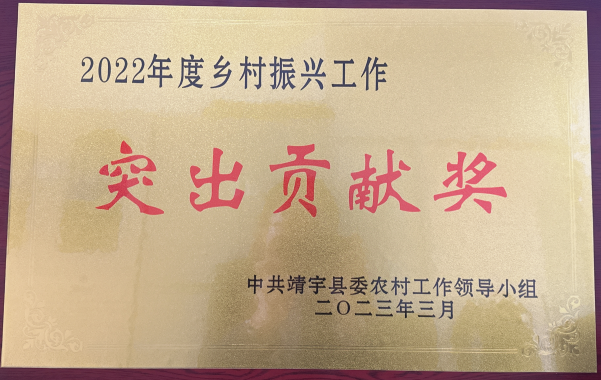 2022年度乡村振兴工作
突出贡献奖
中共靖宇县委农村工作领导小组
二〇二三年三月